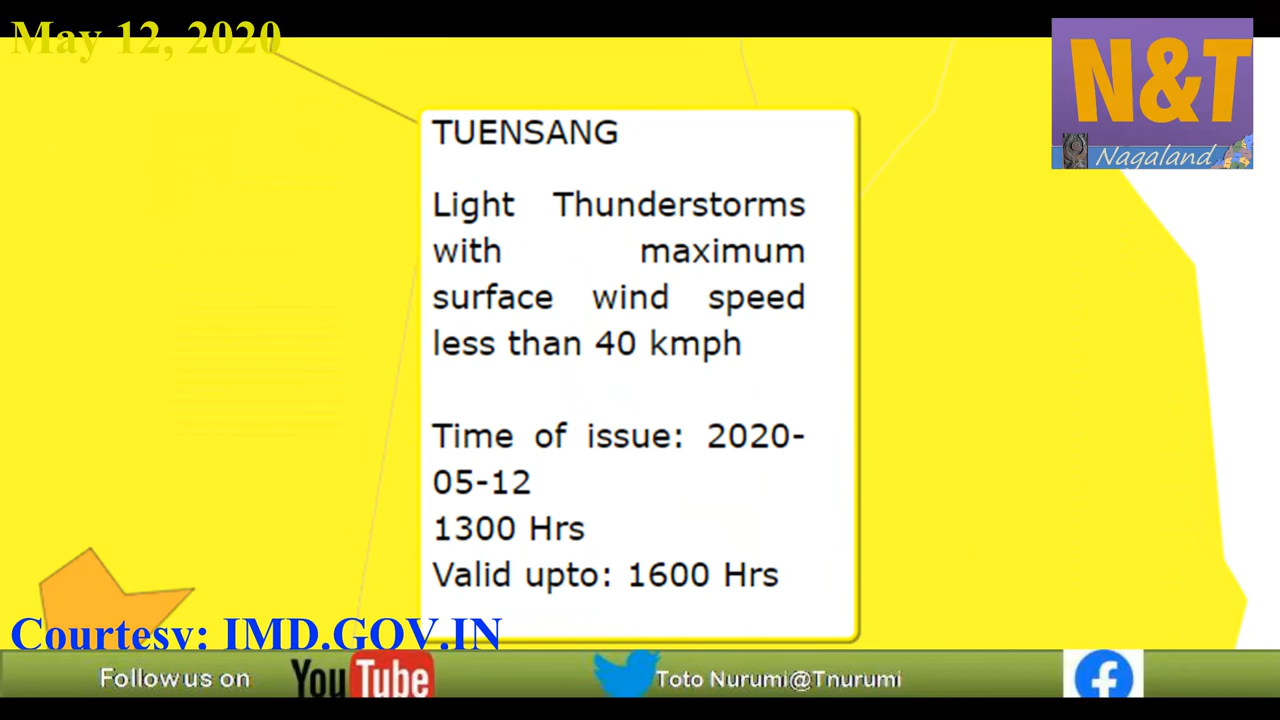 May 12, 2020
N&T
Nagaland
TUENSANG
Light Thunderstorms
with maximum
surface wind speed
less than 40 kmph
Time of issue: 2020-
05-12
1300 Hrs
Valid upto: 1600 Hrs
Courtesy: IMD.GOV.IN
Follow us on YouTube Toto Nurumi@Tnurumi f